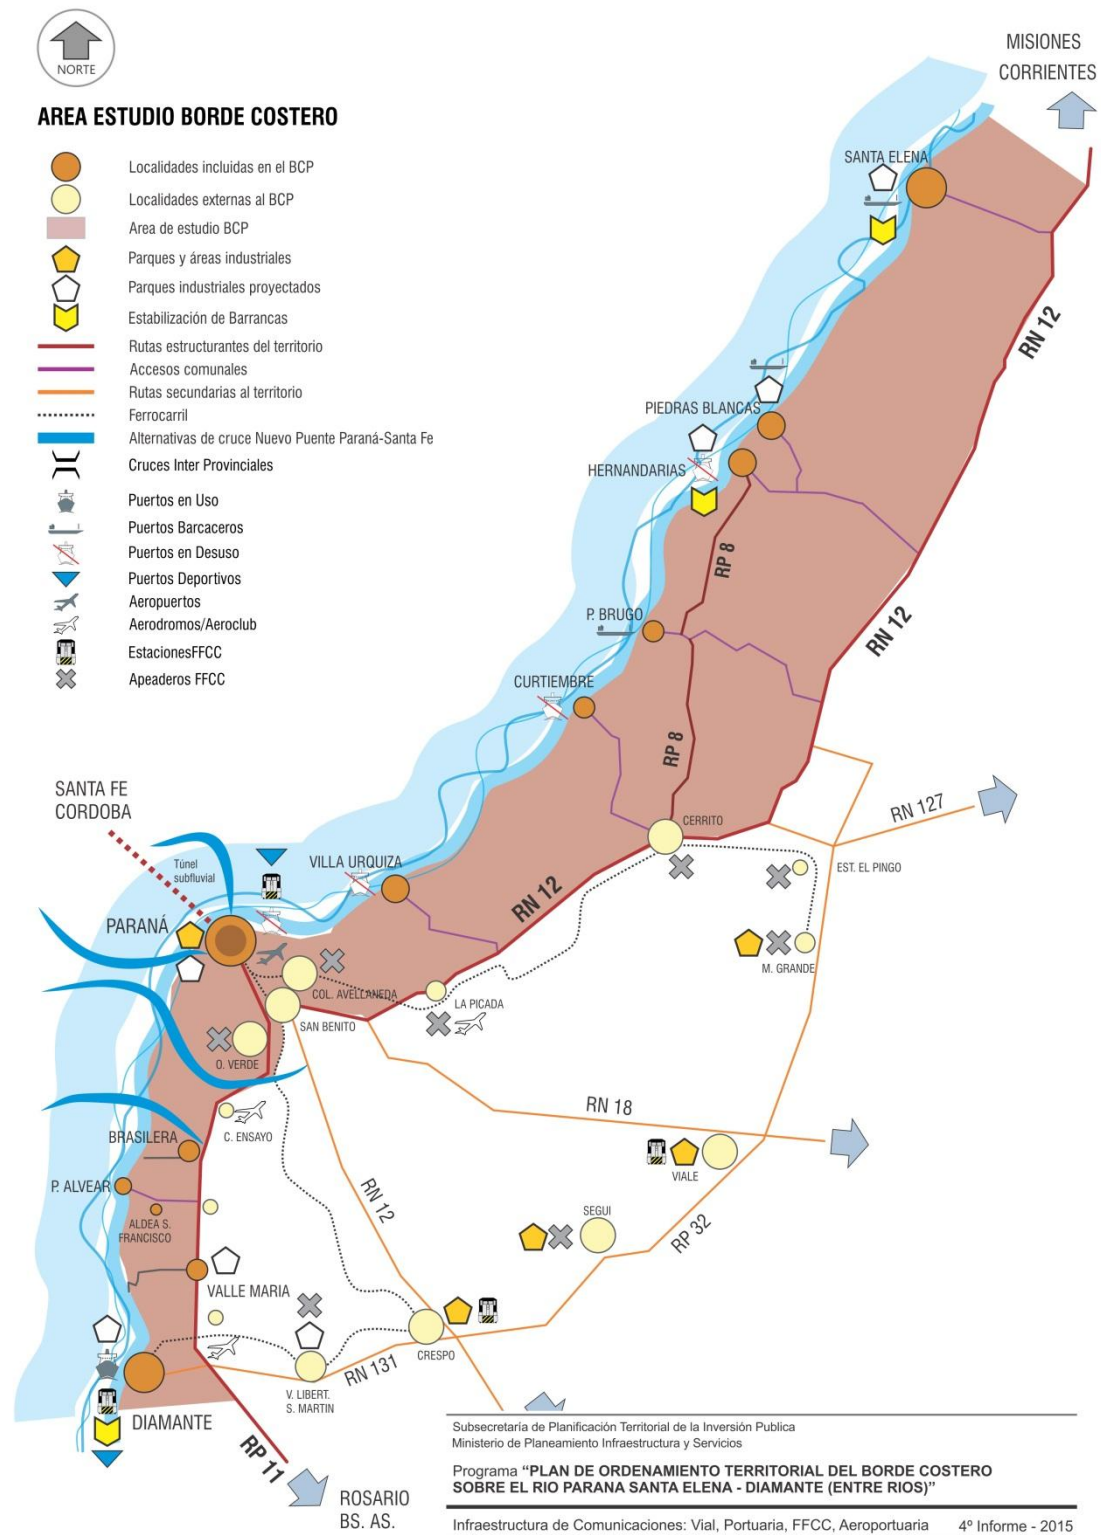 NORTE
AREA ESTUDIO BORDE COSTERO
Localidades incluidas en el BCP
Localidades externas al BCP
Area de estudio BCP
Parques y áreas industriales
Parques industriales proyectados
Estabilización de Barrancas
Rutas estructurantes del territorio
Accesos comunales
Rutas secundarias al territorio
Ferrocarril
Alternativas de cruce Nuevo Puente Paraná-Santa Fe
Cruces Inter Provinciales
Puertos en Uso
Puertos Barcaceros
Puertos en Desuso
Puertos Deportivos
Aeropuertos
Aerodromos/Aeroclub
EstacionesFFCC
Apeaderos FFCC
MISIONES
CORRIENTES
SANTA ELENA
RN 12
PIEDRAS BLANCAS
HERNANDARIAS
RP 8
P. BRUGO
RN 12
CURTIEMBRE
RP 8
SANTA FE
CORDOBA
Túnel
subfluvial
VILLA URQUIZA
CERRITO
RN 127
EST. EL PINGO
RN 12
PARANÁ
M. GRANDE
COL. AVELLANEDA
LA PICADA
SAN BENITO
O. VERDE
RN 18
C. ENSAYO
BRASILERA
VIALE
P. ALVEAR
RN 12
ALDEA S.
FRANCISCO
SEGUI
RP 32
VALLE MARIA
CRESPO
RN 131
V. LIBERT.
S. MARTIN
DIAMANTE
RP 11
ROSARIO
BS. AS.
Subsecretaría de Planificación Territorial de la Inversión Publica
Ministerio de Planeamiento Infraestructura y Servicios
Programa “PLAN DE ORDENAMIENTO TERRITORIAL DEL BORDE COSTERO
SOBRE EL RIO PARANA SANTA ELENA - DIAMANTE (ENTRE RIOS)”
Infraestructura de Comunicaciones: Vial, Portuaria, FFCC, Aeroportuaria 4º Informe - 2015